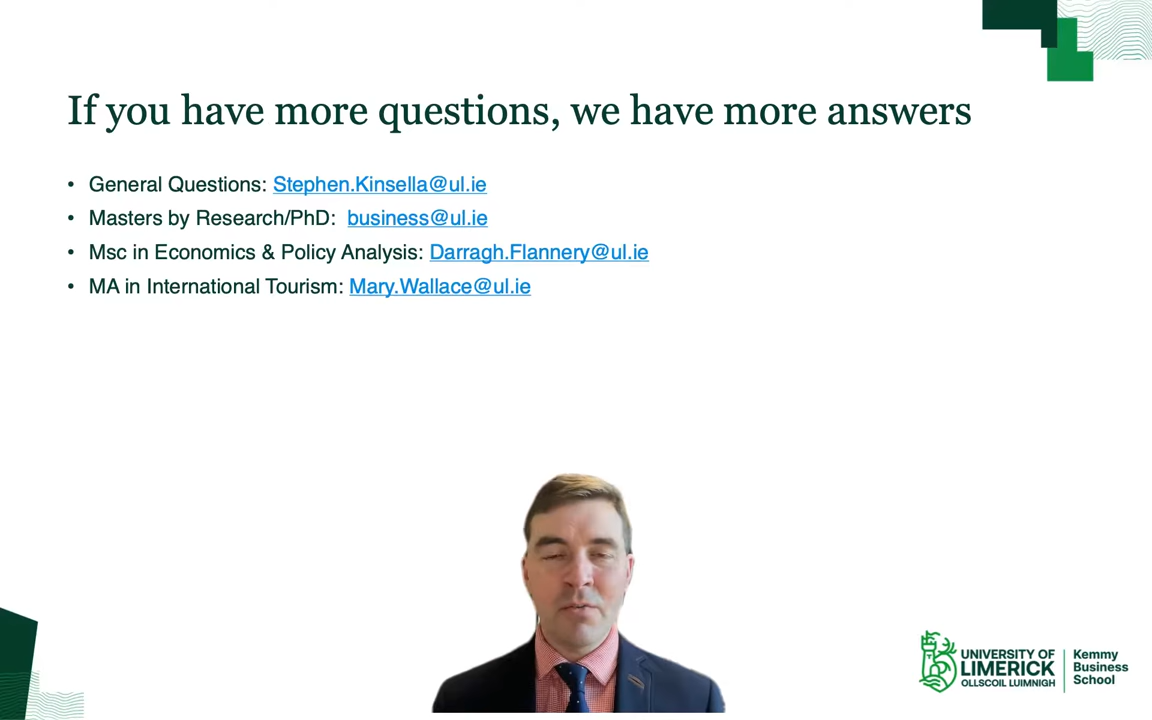 If you have more questions, we have more answers
• General Questions: Stephen.Kinsella@ul.ie
• Masters by Research/PhD: business@ul.ie
• Msc in Economics & Policy Analysis: Darragh.Flannery@ul.ie
• MA in International Tourism: Mary.Wallace@ul.ie
UNIVERSITY OF
LIMERICK
OLLSCOIL LUIMNIGH
Kemmy
Business
School